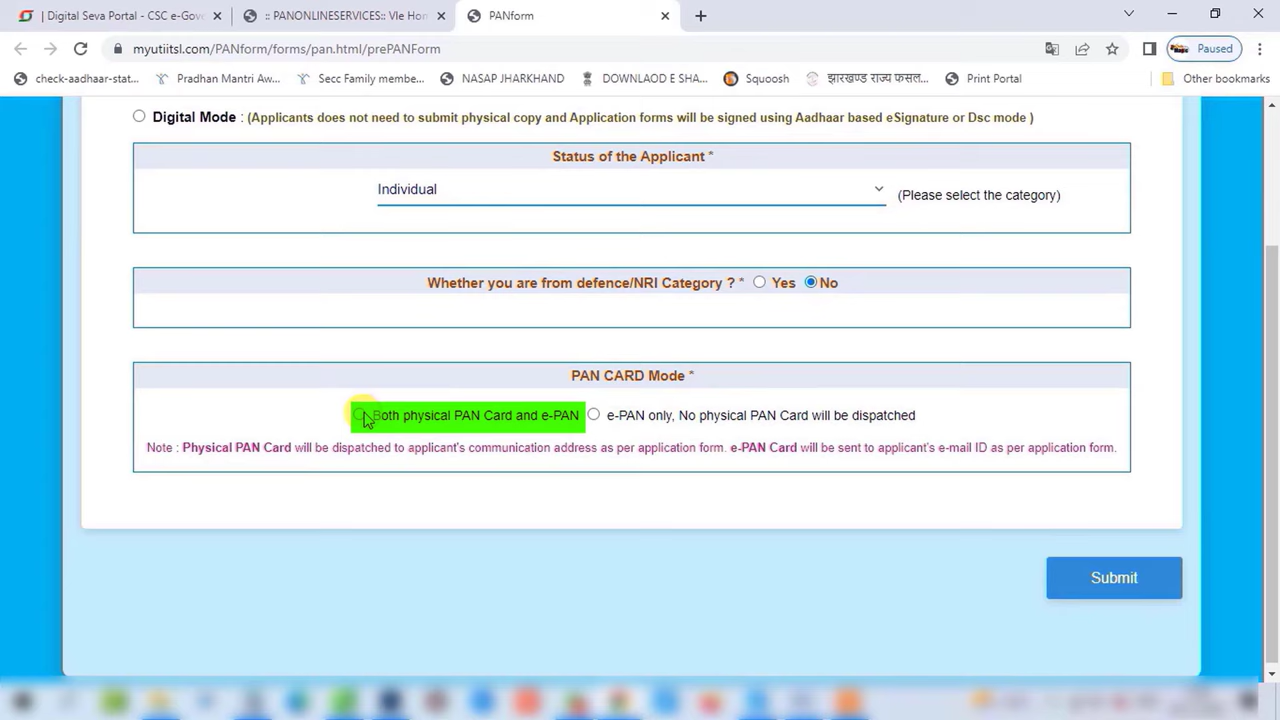 | Digital Seva Portal - CSC e-Gov
:: PANONLINESERVICES:: Vle Hom
PANform
myutiitsl.com/PANform/forms/pan.html/prePANForm
Paused
check-aadhaar-stat...
Pradhan Mantri Aw...
Secc Family membe...
NASAP JHARKHAND
DOWNLAOD E SHA...
Squoosh
झारखण्ड राज्य फसल...
Print Portal
Other bookmarks
Digital Mode : (Applicants does not need to submit physical copy and Application forms will be signed using Aadhaar based eSignature or Dsc mode )
Status of the Applicant *
Individual
(Please select the category)
Whether you are from defence/NRI Category ? * Yes No
PAN CARD Mode *
Both physical PAN Card and e-PAN e-PAN only, No physical PAN Card will be dispatched
Note : Physical PAN Card will be dispatched to applicant's communication address as per application form. e-PAN Card will be sent to applicant's e-mail ID as per application form.
Submit